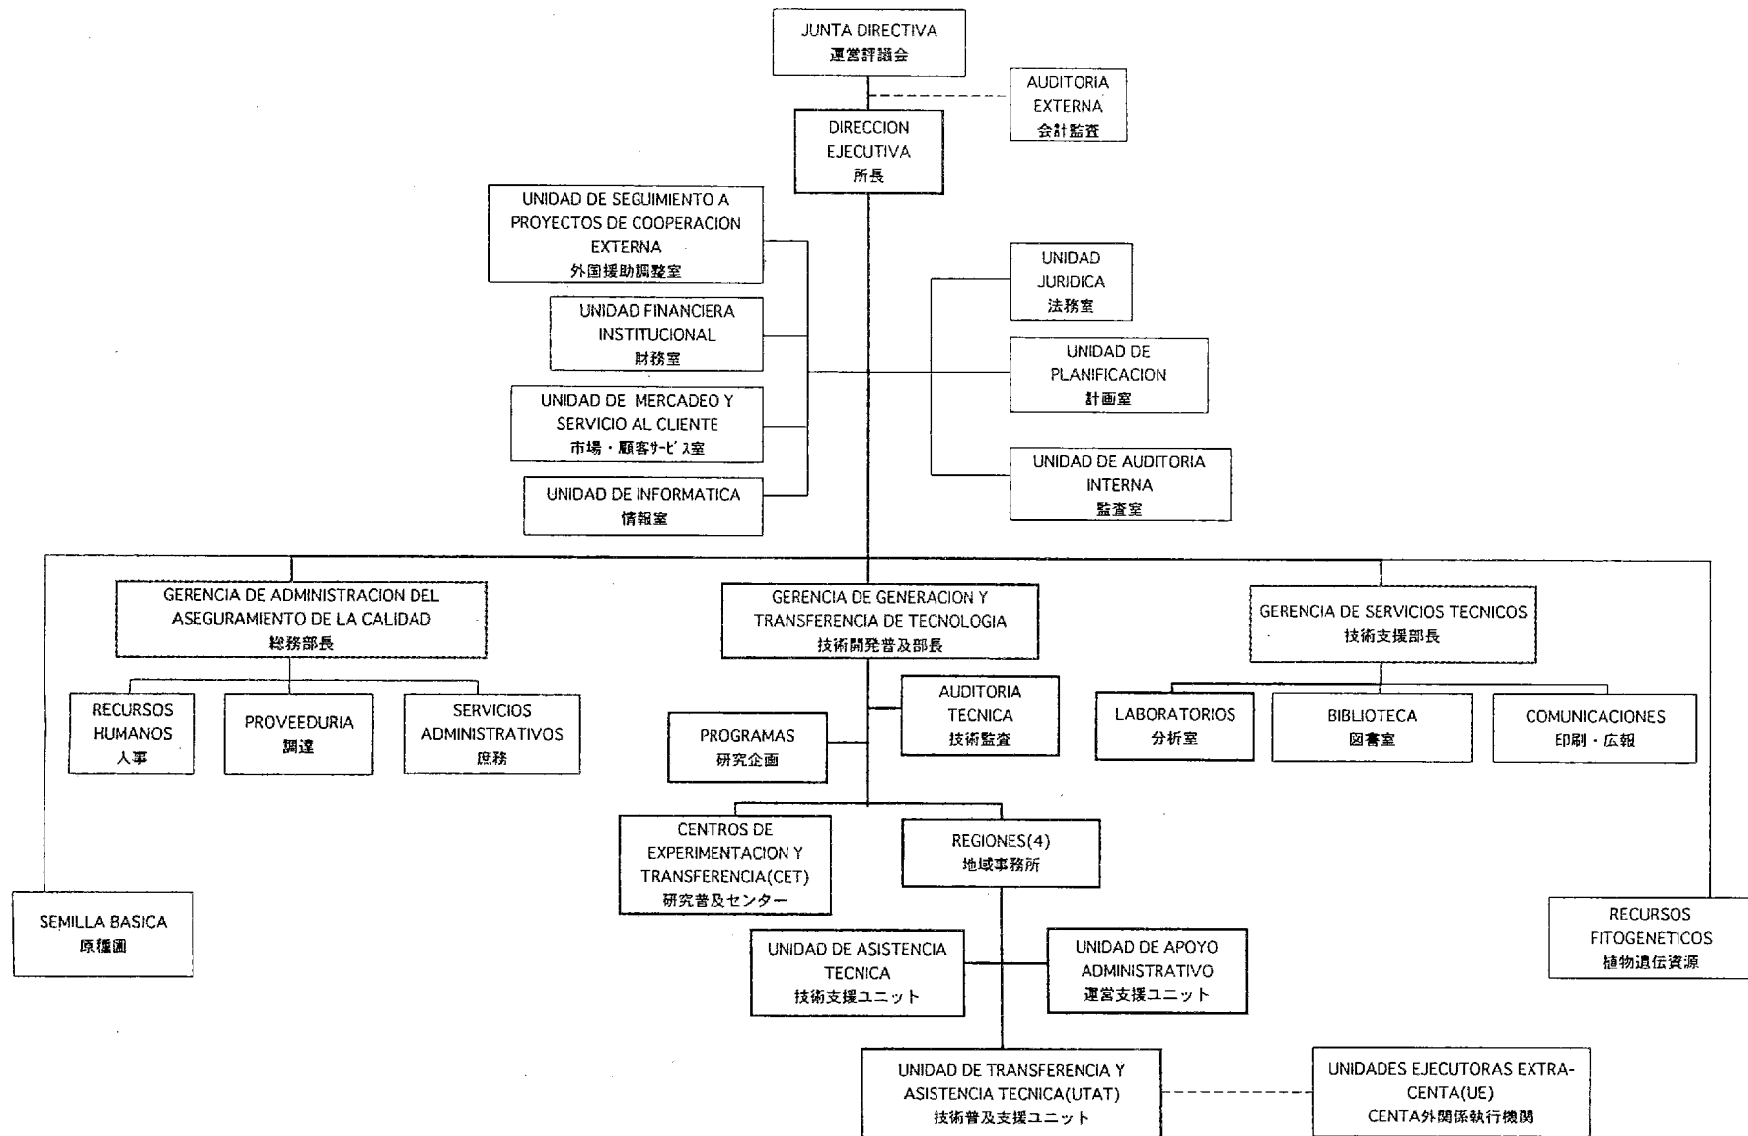 JUNTA DIRECTIVA
運営評議会
AUDITORIA
EXTERNA
会計監査
DIRECCION
EJECUTIVA
所長
UNIDAD DE SEGUIMIENTO A
PROYECTOS DE COOPERACION
EXTERNA
外国援助調整室
UNIDAD FINANCIERA
INSTITUCIONAL
財務室
UNIDAD DE MERCADEO Y
SERVICIO AL CLIENTE
市場・顧客ｻｰﾋﾞｽ室
UNIDAD DE INFORMATICA
情報室
UNIDAD
JURIDICA
法務室
UNIDAD DE
PLANIFICACION
計画室
UNIDAD DE AUDITORIA
INTERNA
監査室
GERENCIA DE ADMINISTRACION DEL
ASEGURAMIENTO DE LA CALIDAD
総務部長
GERENCIA DE GENERACION Y
TRANSFERENCIA DE TECNOLOGIA
技術開発普及部長
GERENCIA DE SERVICIOS TECNICOS
技術支援部長
RECURSOS
HUMANOS
人事
PROVEEDURIA
調達
SERVICIOS
ADMINISTRATIVOS
庶務
PROGRAMAS
研究企画
AUDITORIA
TECNICA
技術監査
LABORATORIOS
分析室
BIBLIOTECA
図書室
COMUNICACIONES
印刷・広報
CENTROS DE
EXPERIMENTACION Y
TRANSFERENCIA(CET)
研究普及センター
REGIONES(4)
地域事務所
SEMILLA BASICA
原種圃
RECURSOS
FITOGENETICOS
植物遺伝資源
UNIDAD DE ASISTENCIA
TECNICA
技術支援ユニット
UNIDAD DE APOYO
ADMINISTRATIVO
運営支援ユニット
UNIDAD DE TRANSFERENCIA Y
ASISTENCIA TECNICA(UTAT)
技術普及支援ユニット
UNIDADES EJECUTORAS EXTRA-
CENTA(UE)
CENTA外関係執行機関